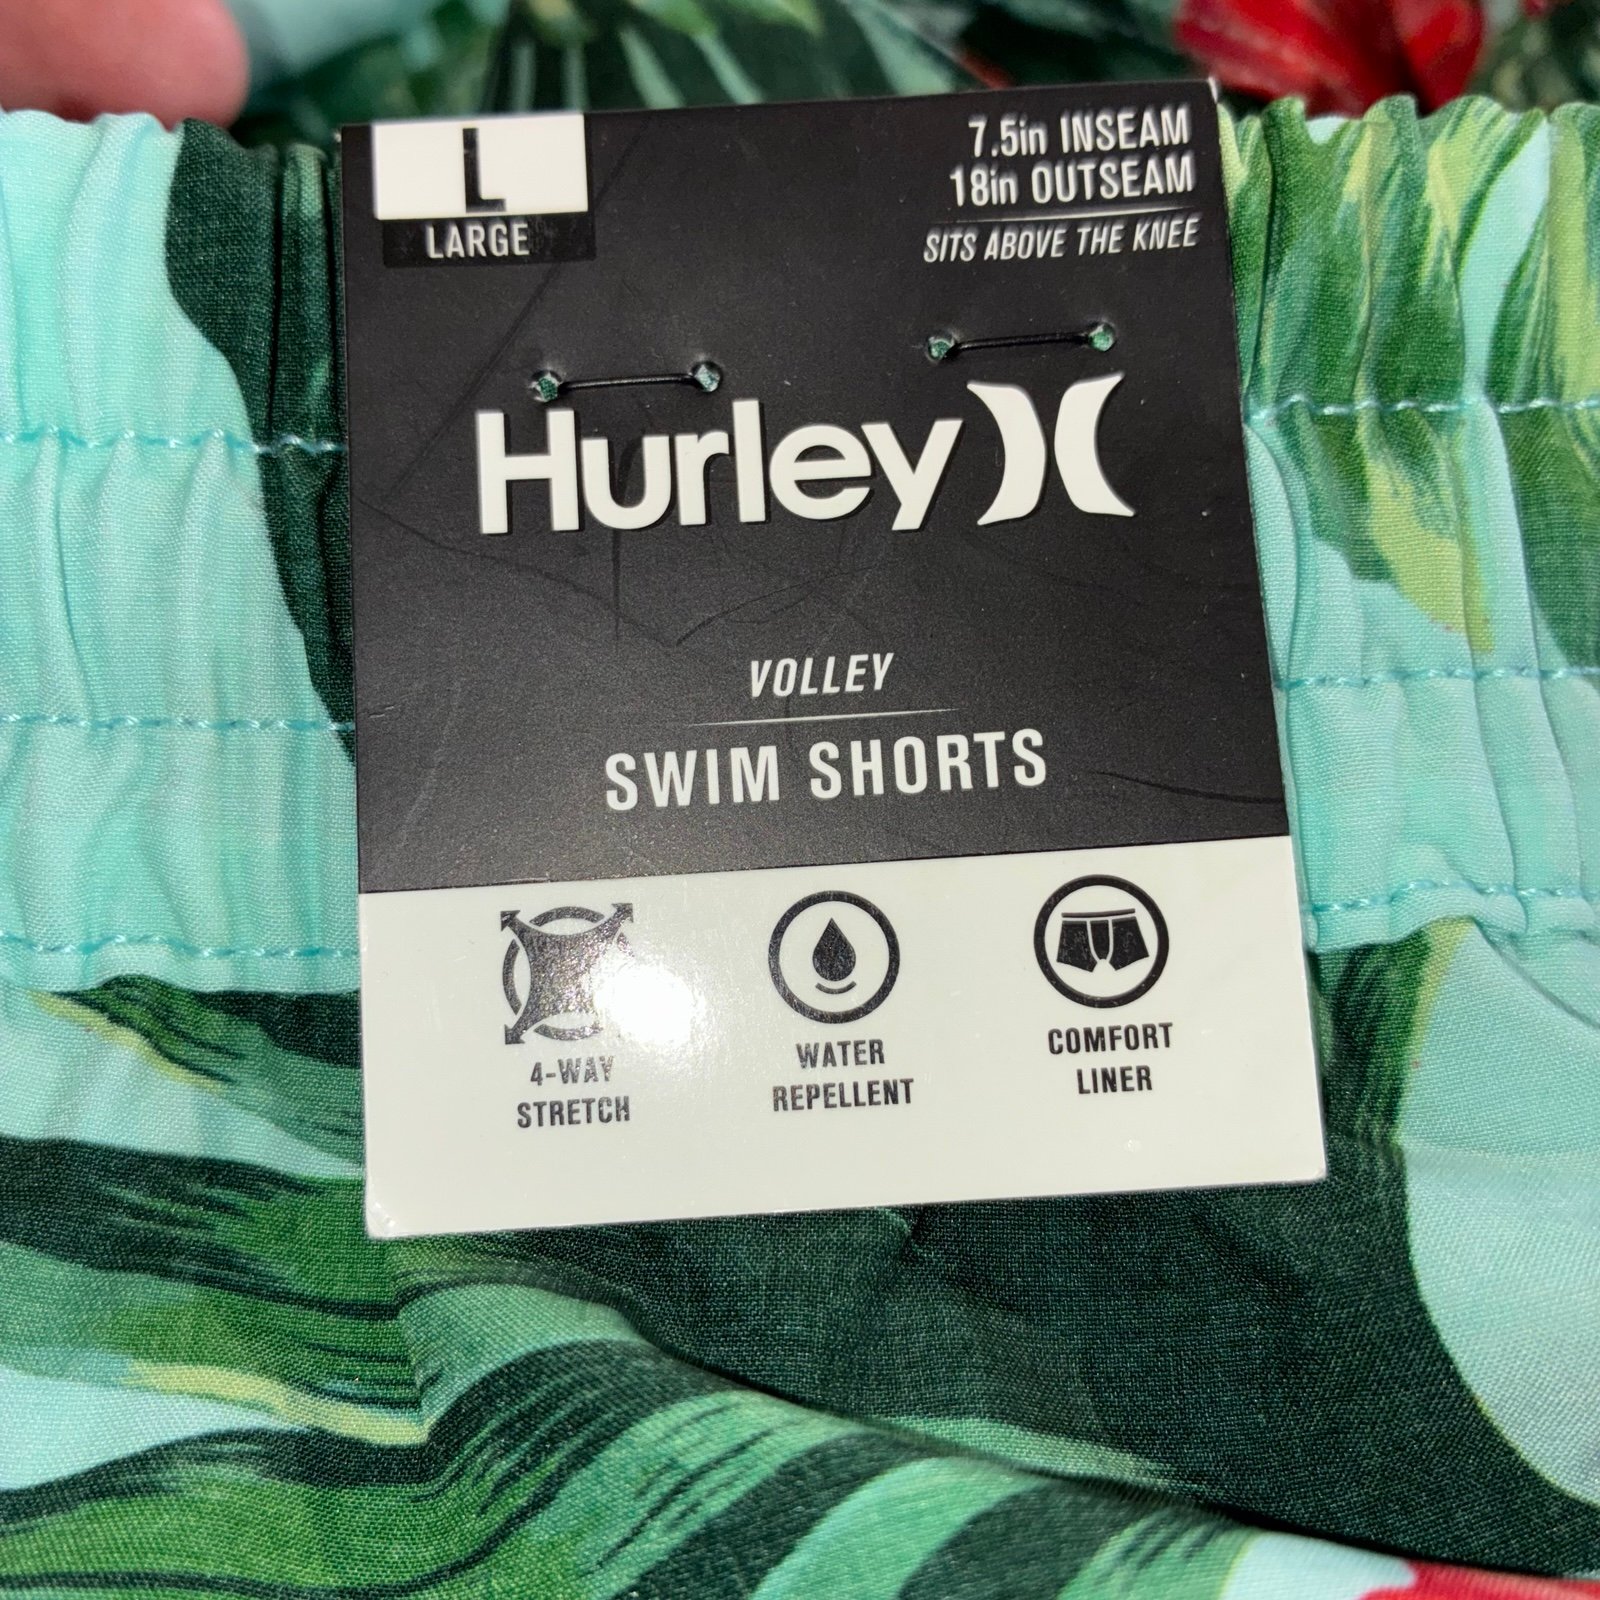 L
LARGE
7.5in INSEAM
18in OUTSEAM
SITS ABOVE THE KNEE
Hurley
VOLLEY
SWIM SHORTS
4-WAY
STRETCH
WATER
REPELLENT
COMFORT
LINER